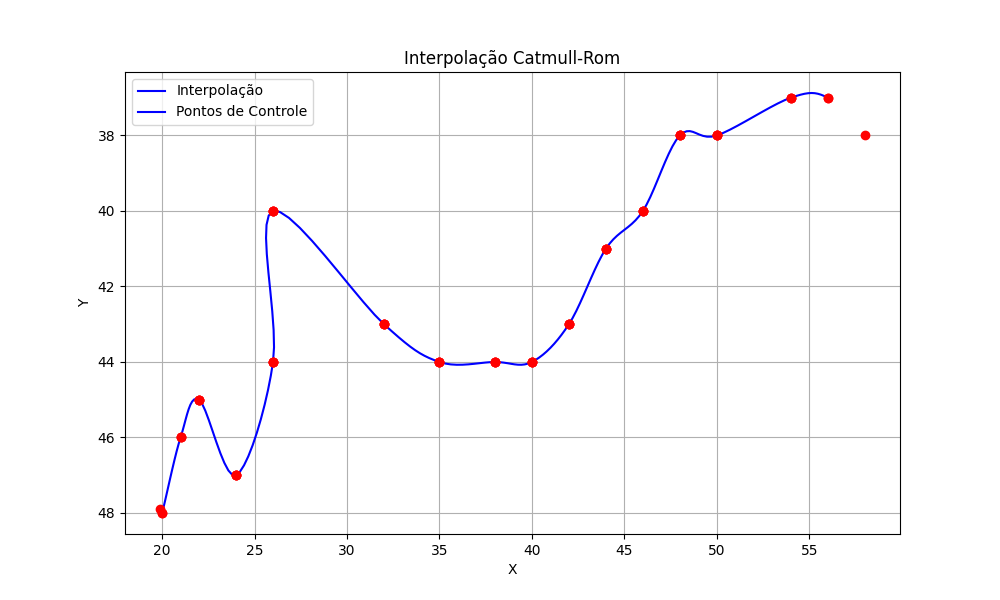 Interpolação Catmull-Rom
Interpolação
Pontos de Controle
38
40
42
44
46
48
Y
20 25 30 35 40 45 50 55
X